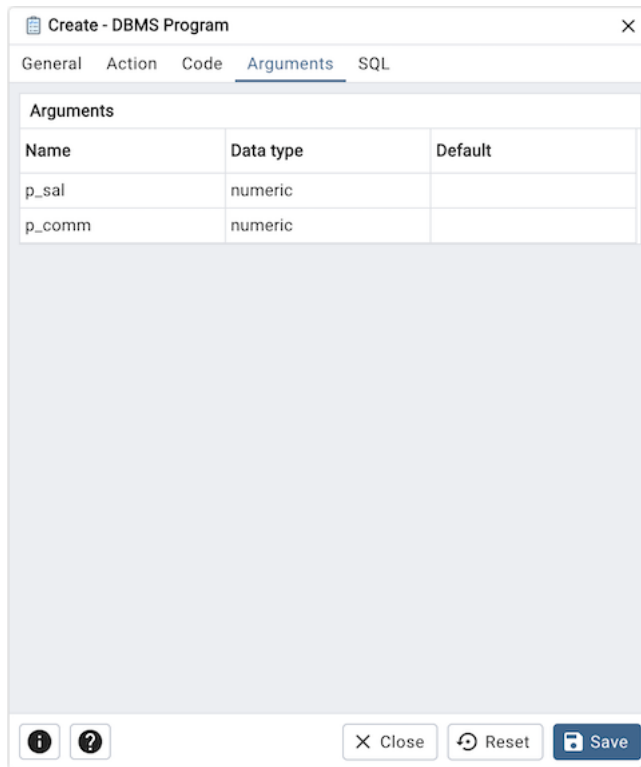 Create - DBMS Program
General Action Code Arguments SQL
Arguments
Name Data type Default
p_sal numeric
p_comm numeric
Close Reset Save